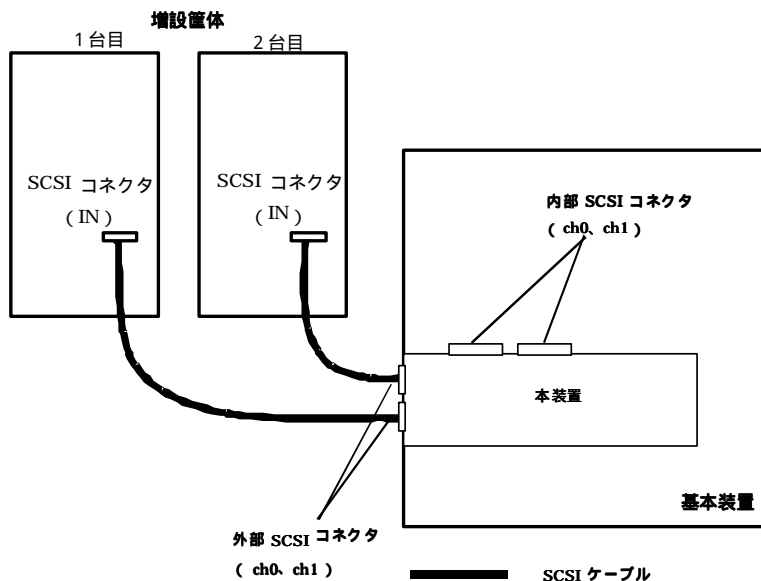 増設筐体
1台目
2台目
SCSI コネクタ
(IN)
SCSI コネクタ
(IN)
内部 SCSI コネクタ
( ch0、ch1 )
本装置
基本装置
外部 SCSI コネクタ
( ch0、ch1 )
SCSI ケーブル